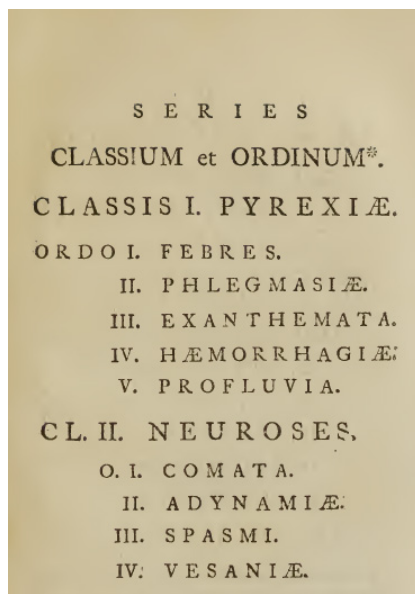 SERIES
CLASSIUM et ORDINUM*.
CLASSIS I. PYREXIÆ.
ORDO I. FEBRES.
II. PHLEGMASIÆ.
III. EXANTHEMATA.
IV. HÆMORRHAGIÆ.
V. PROFLUVIA.
CL. II. NEUROSES.
O. I. COMATA.
II. ADYNAMIÆ.
III. SPASMI.
IV. VESANIÆ.